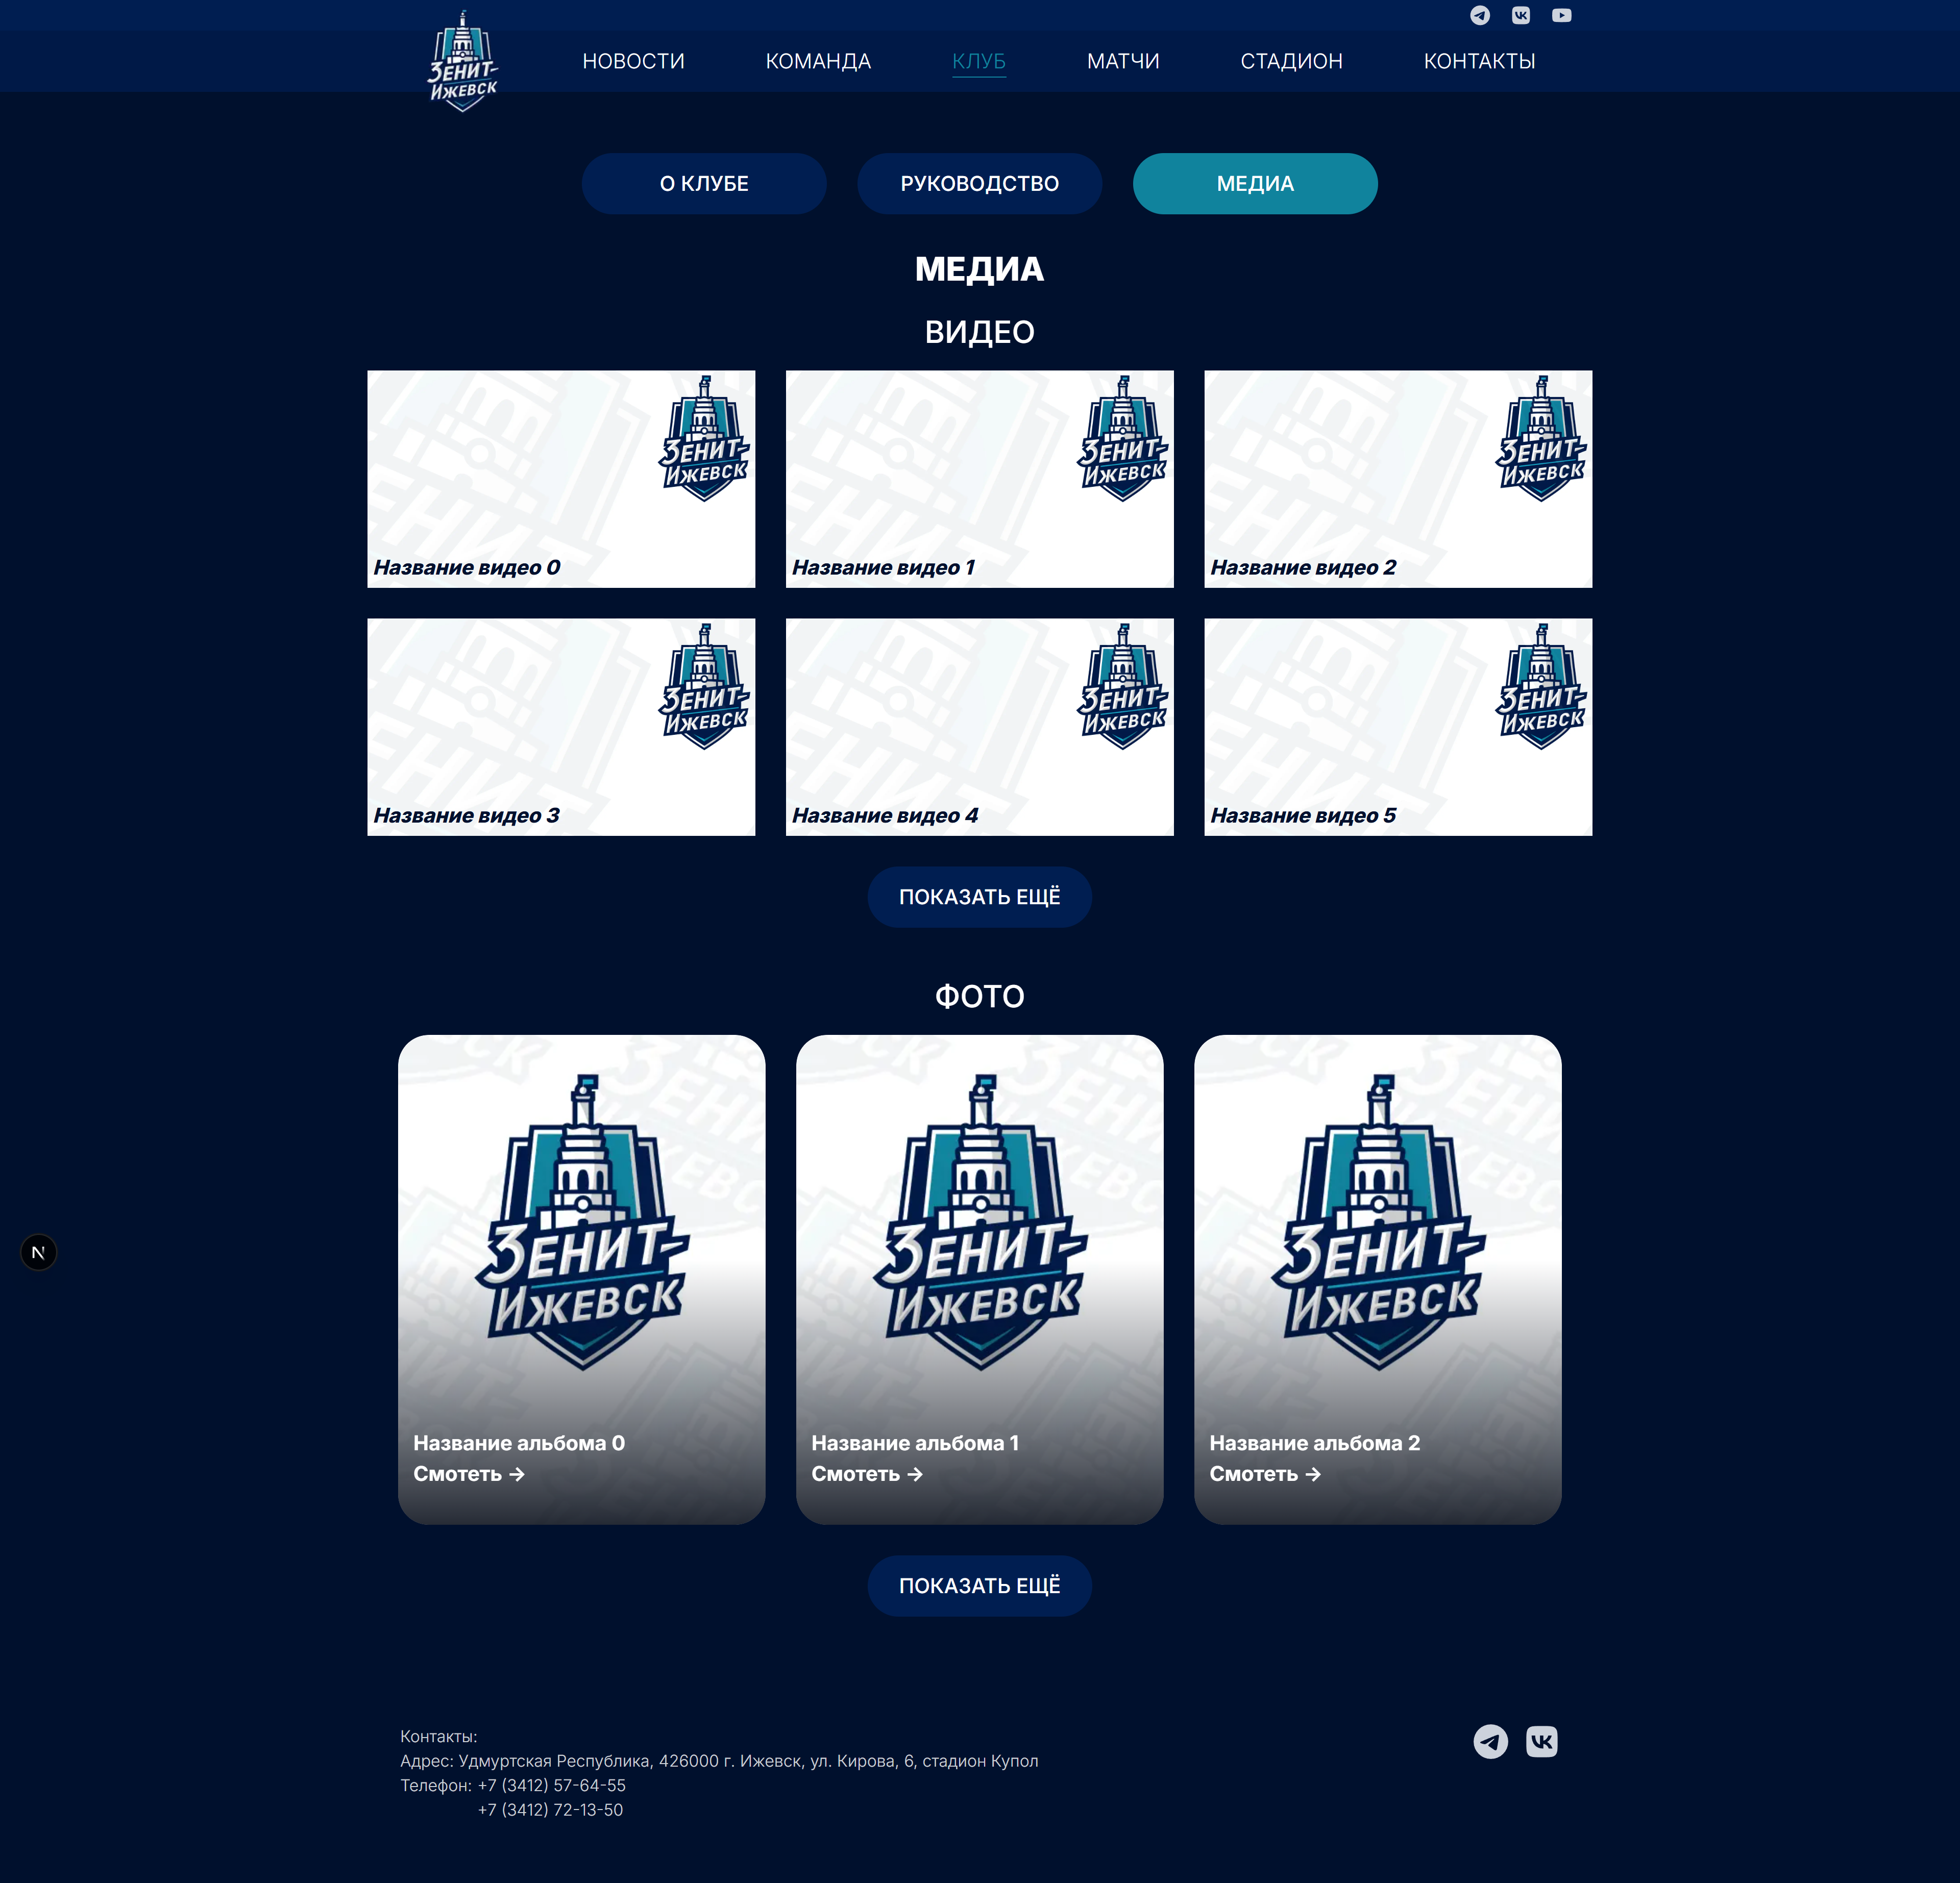 ЗЕНИТ-
ИЖЕВСК
НОВОСТИ КОМАНДА КЛУБ МАТЧИ СТАДИОН КОНТАКТЫ
О КЛУБЕ РУКОВОДСТВО МЕДИА
МЕДИА
ВИДЕО
ЗЕНИТ-
ИЖЕВСК
Название видео 0
ЗЕНИТ-
ИЖЕВСК
Название видео 1
ЗЕНИТ-
ИЖЕВСК
Название видео 2
ЗЕНИТ-
ИЖЕВСК
Название видео 3
ЗЕНИТ-
ИЖЕВСК
Название видео 4
ЗЕНИТ-
ИЖЕВСК
Название видео 5
ПОКАЗАТЬ ЕЩЁ
ФОТО
ЗЕНИТ-
ИЖЕВСК
Название альбома 0
Смотеть →
ЗЕНИТ-
ИЖЕВСК
Название альбома 1
Смотеть →
ЗЕНИТ-
ИЖЕВСК
Название альбома 2
Смотеть →
N
ПОКАЗАТЬ ЕЩЁ
Контакты:
Адрес: Удмуртская Республика, 426000 г. Ижевск, ул. Кирова, 6, стадион Купол
Телефон: +7 (3412) 57-64-55
+7 (3412) 72-13-50